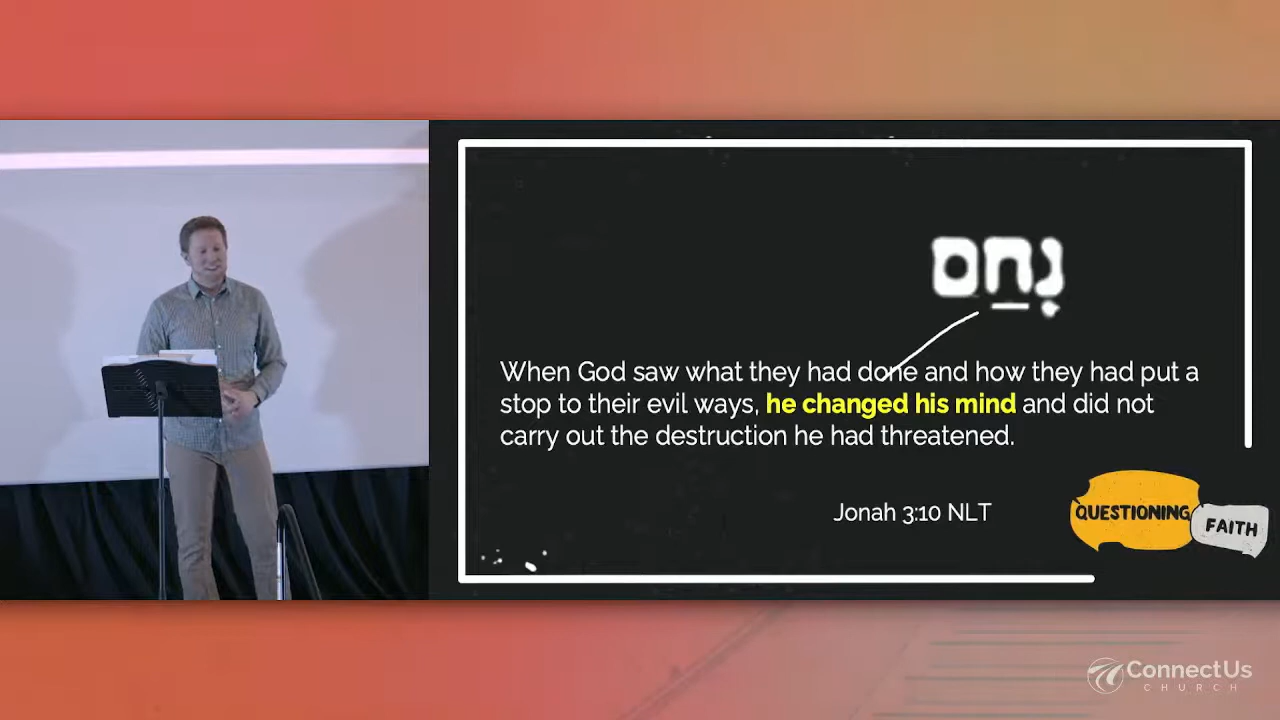 נָחַם
When God saw what they had done and how they had put a
stop to their evil ways, he changed his mind and did not
carry out the destruction he had threatened.
Jonah 3:10 NLT
QUESTIONING
FAITH
ConnectUs
CHURCH